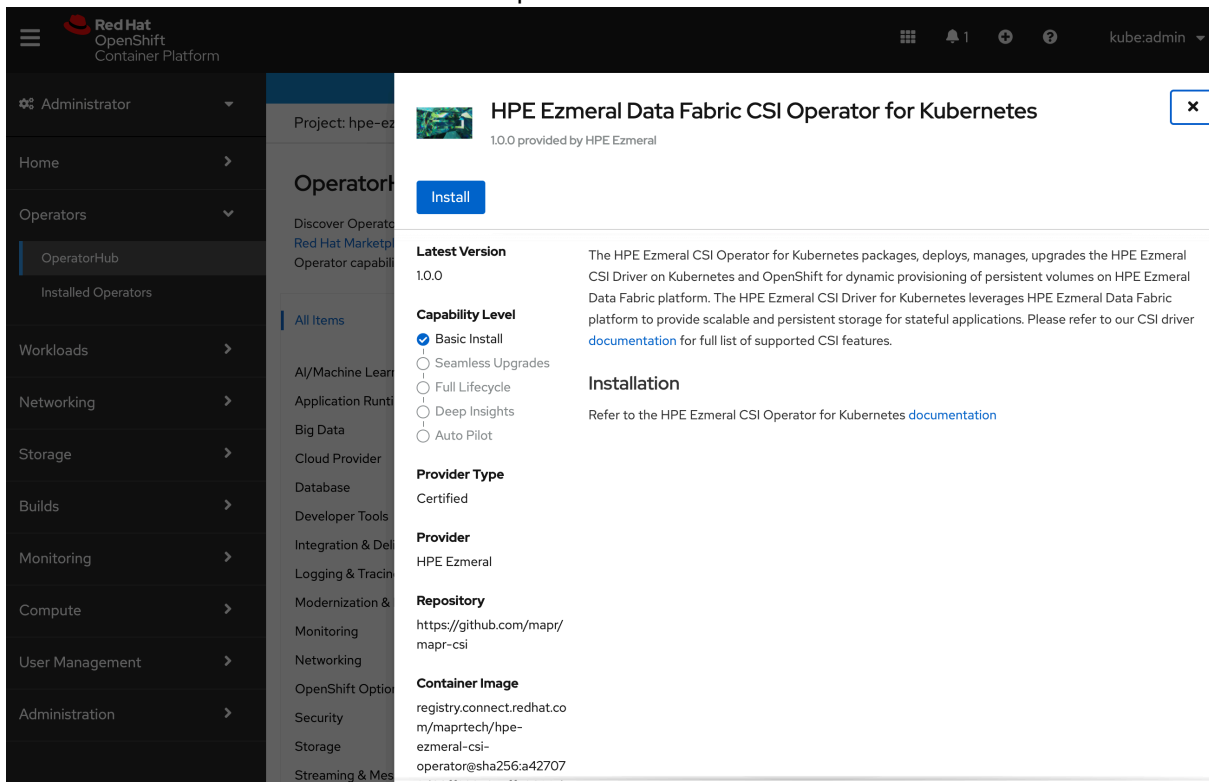 Red Hat
OpenShift
Container Platform
1
kube:admin
Administrator
Home
Operators
OperatorHub
Installed Operators
Workloads
Networking
Storage
Builds
Monitoring
Compute
User Management
Administration
Project: hpe-ez
OperatorH
Discover Operato
Red Hat Marketpl
Operator capabili
All Items
AI/Machine Learn
Application Runti
Big Data
Cloud Provider
Database
Developer Tools
Integration & Deli
Logging & Tracin
Modernization &
Monitoring
Networking
OpenShift Option
Security
Storage
Streaming & Mes
HPE Ezmeral Data Fabric CSI Operator for Kubernetes
1.0.0 provided by HPE Ezmeral
Install
Latest Version
1.0.0
Capability Level
Basic Install
Seamless Upgrades
Full Lifecycle
Deep Insights
Auto Pilot
Provider Type
Certified
Provider
HPE Ezmeral
Repository
https://github.com/mapr/
mapr-csi
Container Image
registry.connect.redhat.co
m/maprtech/hpe-
ezmeral-csi-
operator@sha256:a42707
The HPE Ezmeral CSI Operator for Kubernetes packages, deploys, manages, upgrades the HPE Ezmeral
CSI Driver on Kubernetes and OpenShift for dynamic provisioning of persistent volumes on HPE Ezmeral
Data Fabric platform. The HPE Ezmeral CSI Driver for Kubernetes leverages HPE Ezmeral Data Fabric
platform to provide scalable and persistent storage for stateful applications. Please refer to our CSI driver
documentation for full list of supported CSI features.
Installation
Refer to the HPE Ezmeral CSI Operator for Kubernetes documentation